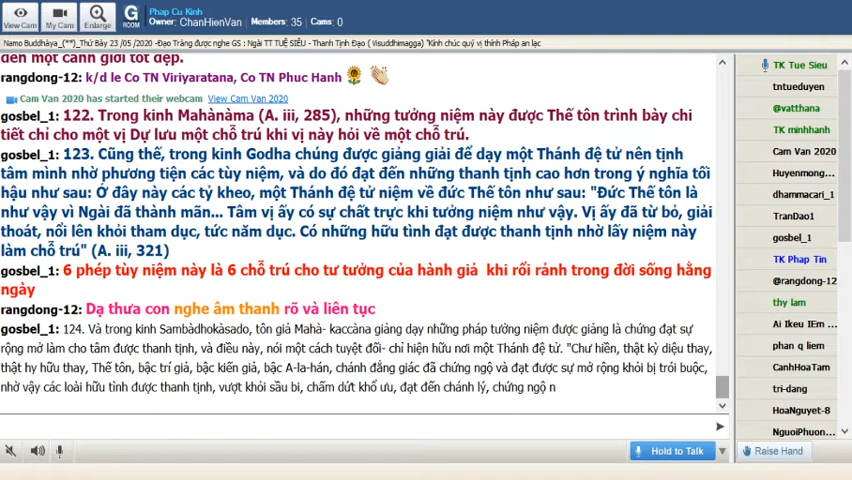 Phap Cu Kinh
Owner: ChanHienVan Members: 35 Cams: 0
View Cam
My Cam
Enlarge
G
ROOM
Namo Buddhàya_(**)_Thứ Bảy 23 /05 /2020 -Đạo Tràng được nghe GS : Ngài TT TUỆ SIÊU - Thanh Tịnh Đạo ( Visuddhimagga) "Kinh chúc quý vị thính Pháp an lạc
đến một cảnh giới tốt đẹp.
rangdong-12: k/d le Co TN Viriyaratana, Co TN Phuc Hanh
Cam Van 2020 has started their webcam View Cam Van 2020
gosbel_1: 122. Trong kinh Mahànàma (A. iii, 285), những tưởng niệm này được Thế tôn trình bày chi
tiết chỉ cho một vị Dự lưu một chỗ trú khi vị này hỏi về một chỗ trú.
gosbel_1: 123. Cũng thế, trong kinh Godha chúng được giảng giải để dạy một Thánh đệ tử nên tịnh
tâm mình nhờ phương tiện các tùy niệm, và do đó đạt đến những thanh tịnh cao hơn trong ý nghĩa tối
hậu như sau: Ở đây này các tỷ kheo, một Thánh đệ tử niệm về đức Thế tôn như sau: "Đức Thế tôn là
như vậy vì Ngài đã thành mãn... Tâm vị ấy có sự chất trực khi tưởng niệm như vậy. Vị ấy đã từ bỏ, giải
thoát, nổi lên khỏi tham dục, tức năm dục. Có những hữu tình đạt được thanh tịnh nhờ lấy niệm này
làm chỗ trú" (A. iii, 321)
gosbel_1: 6 phép tùy niệm này là 6 chỗ trú cho tư tưởng của hành giả khi rổi rảnh trong đời sống hằng
ngày
rangdong-12: Dạ thưa con nghe âm thanh rõ và liên tục
gosbel_1: 124. Và trong kinh Sambàdhokàsado, tôn giả Mahà- kaccàna giảng dạy những pháp tưởng niệm được giảng là chứng đạt sự
rộng mở làm cho tâm được thanh tịnh, và điều này, nói một cách tuyệt đối- chỉ hiện hữu nơi một Thánh đệ tử. "Chư hiền, thật kỳ diệu thay,
thật hy hữu thay, Thế tôn, bậc trí giả, bậc kiến giả, bậc A-la-hán, chánh đẳng giác đã chứng ngộ và đạt được sự mở rộng khỏi bị trói buộc,
nhờ vậy các loài hữu tình được thanh tịnh, vượt khỏi sầu bi, chấm dứt khổ ưu, đạt đến chánh lý, chứng ngộ n
Hold to Talk
TK Tue Sieu
tntueduyen
@vatthana
TK minhhanh
Cam Van 2020
Huyenmong...
dhammacari_1
TranDao1
gosbel_1
TK Phap Tin
@rangdong-12
thy lam
Ai Ikeu IEm ...
phan q liem
CanhHoaTam
tri-dang
HoaNguyet-8
NguoiPhuon...
Raise Hand